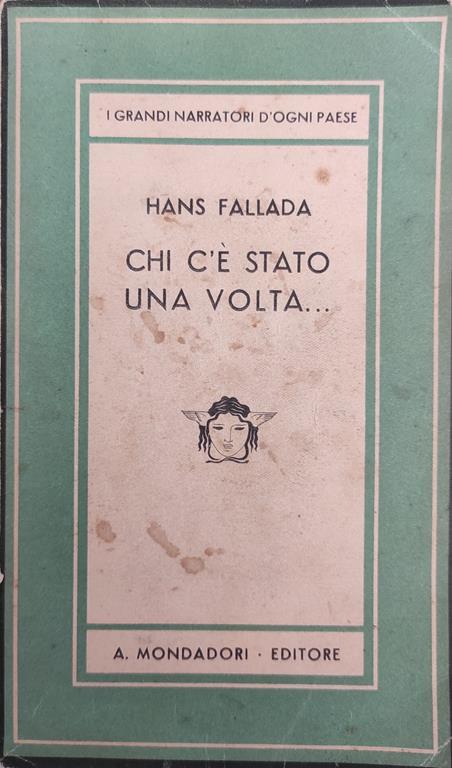 I GRANDI NARRATORI D'OGNI PAESE
HANS FALLADA
CHI C'È STATO
UNA VOLTA...
A. MONDADORI · EDITORE